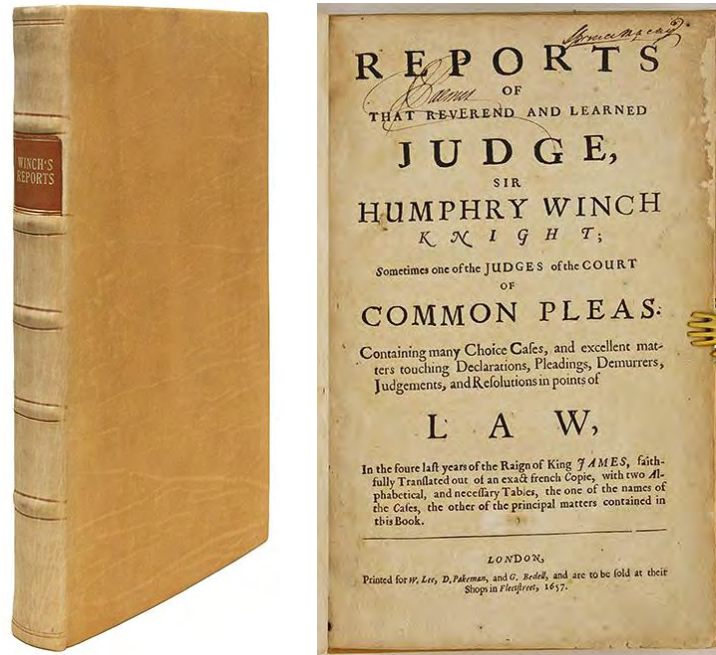 WINCH'S
REPORTS
REPORTS
OF
THAT REVEREND AND LEARNED
JUDGE,
SIR
HUMPHRY WINCH
KNIGHT;
Sometimes one of the JUDGES of the COURT
OF
COMMON PLEAS.
Containing many Choice Caſes, and excellent mat-
ters touching Declarations, Pleadings, Demurrers,
Judgements, and Reſolutions in points of
LAW,
In the foure laſt years of the Raign of King JAMES, faith-
fully Tranſlated out of an exact french Copie, with two Al-
phabetical, and neceſſary Tables, the one of the names of
the Caſes, the other of the principal matters contained in
this Book.
LONDON,
Printed for W. Lee, D. Pakeman, and G. Bedell, and are to be ſold at their
Shops in Fleetſtreet, 1657.